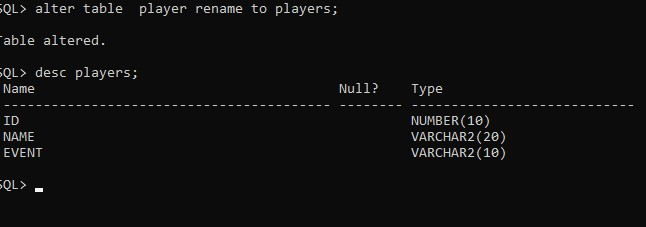 SQL> alter table  player rename to players;
Table altered.
SQL> desc players;
Name Null? Type
----------------------------------------- -------- ----------------------------
ID NUMBER(10)
NAME VARCHAR2(20)
EVENT VARCHAR2(10)
SQL>